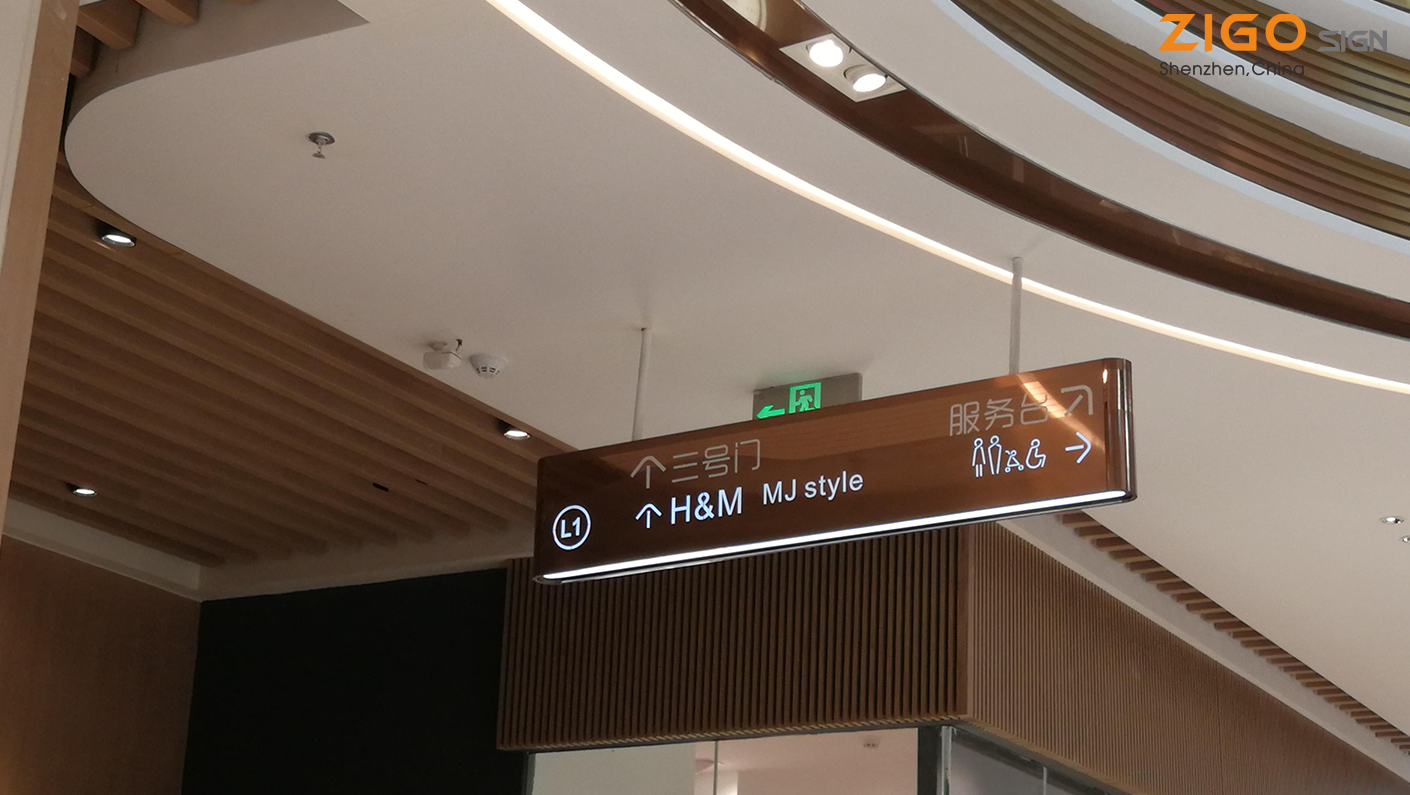 ZIGO SIGN
Shenzhen,China
三号门
服务台
L1
H&M MJ style